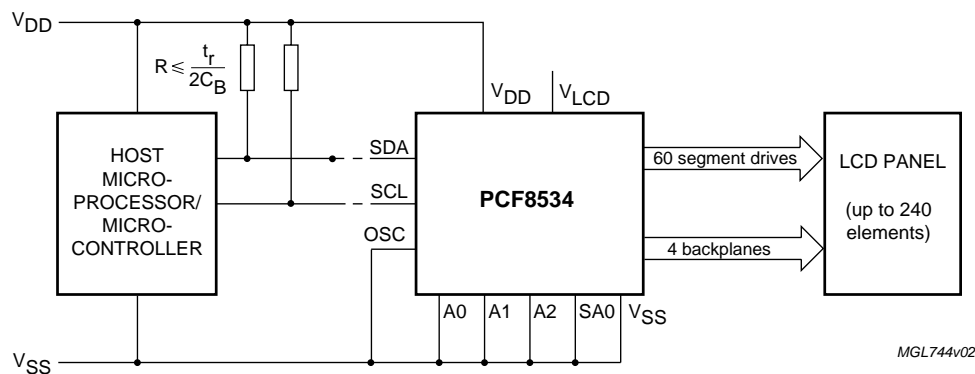 VDD
R ≤ tr
2CB
VDD
VLCD
HOST
MICRO-
PROCESSOR/
MICRO-
CONTROLLER
SDA
SCL
OSC
PCF8534
60 segment drives
4 backplanes
LCD PANEL
(up to 240
elements)
A0 A1 A2 SA0 VSS
VSS
MGL744v02